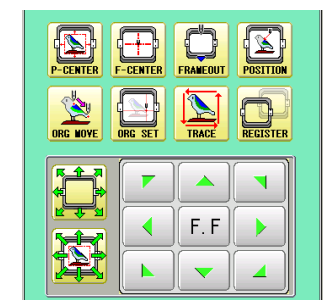 P-CENTER F-CENTER FRAMEOUT POSITION
ORG MOVE ORG SET TRACE REGISTER
F.F